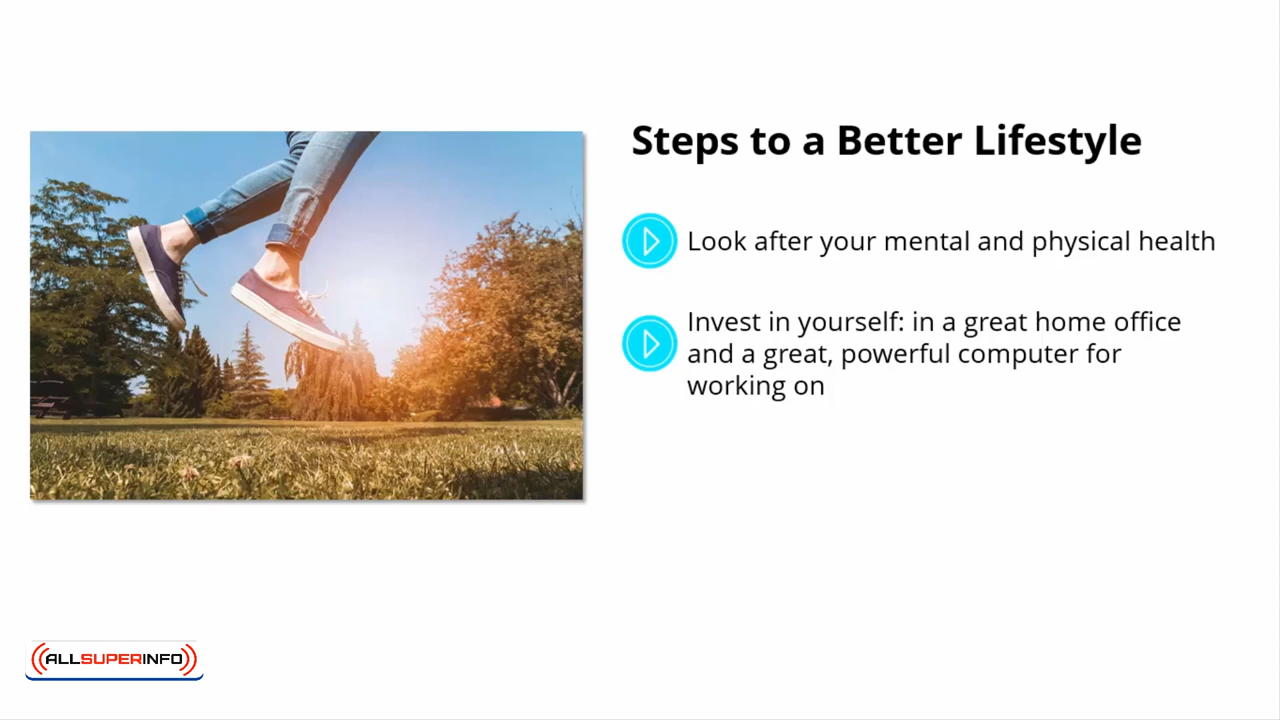 Steps to a Better Lifestyle
Look after your mental and physical health
Invest in yourself: in a great home office
and a great, powerful computer for
working on
ALLSUPERINFO